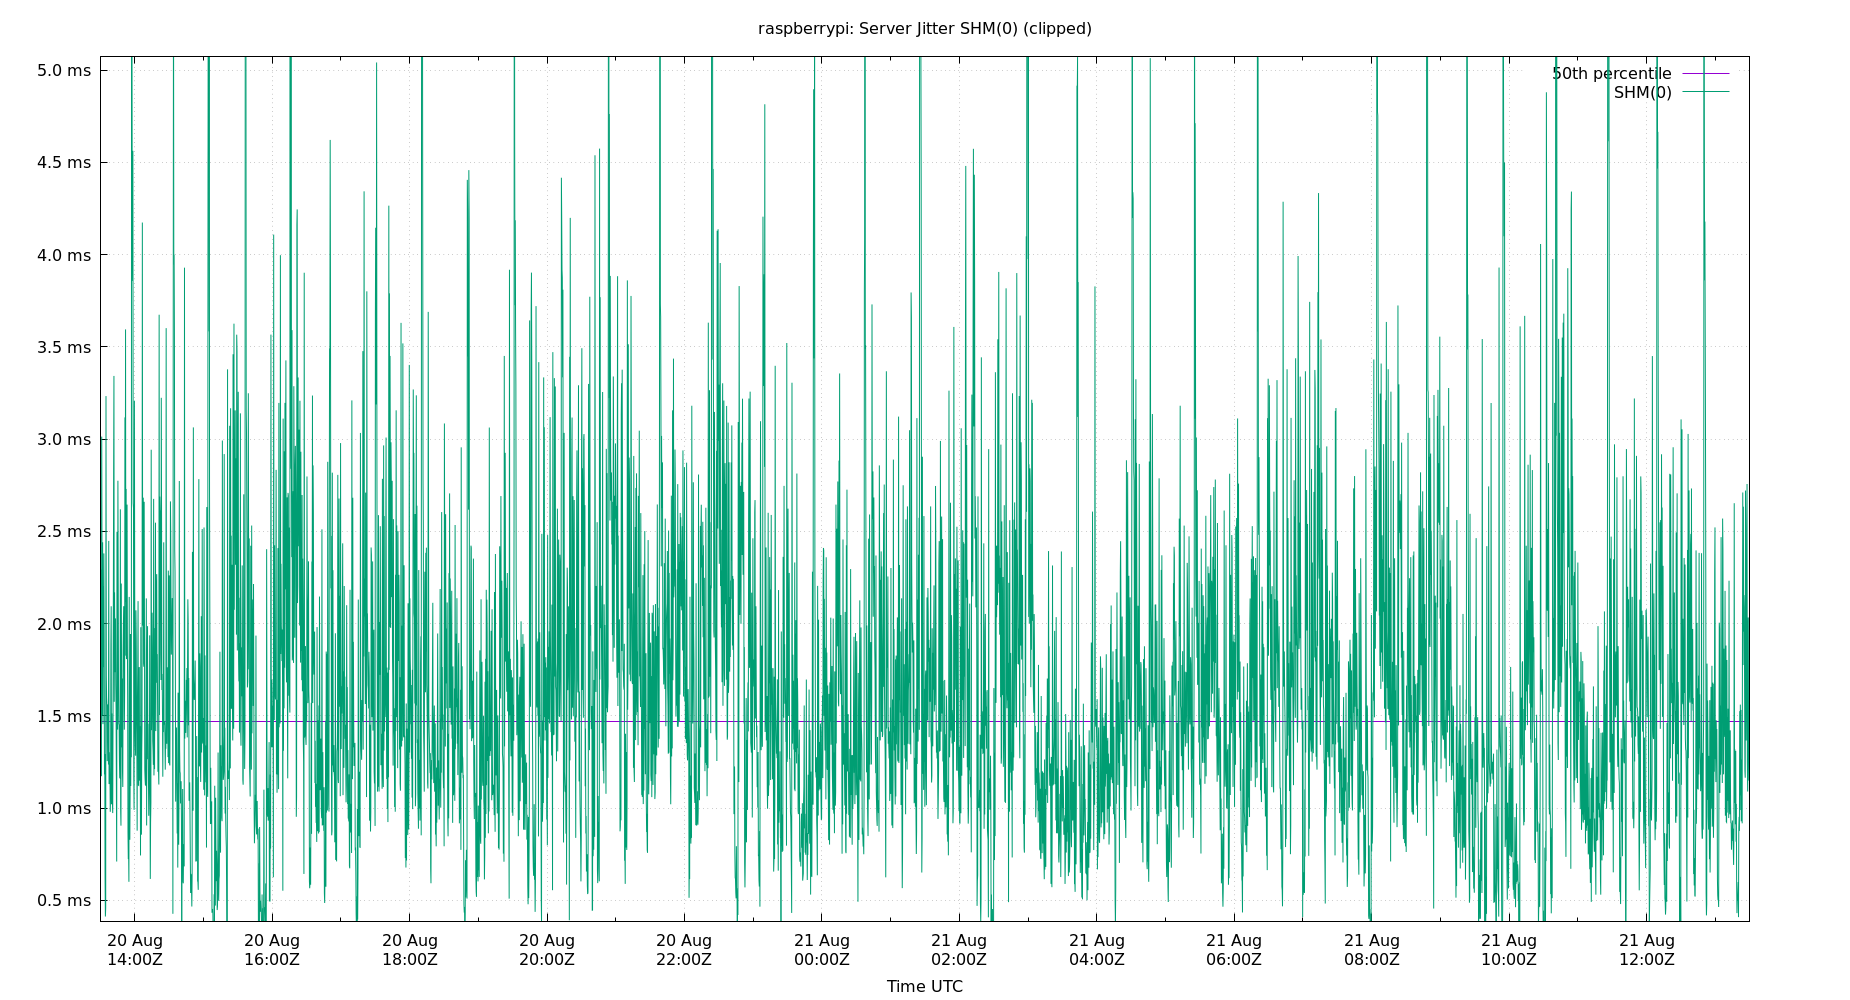 raspberrypi: Server Jitter SHM(0) (clipped)
5.0 ms
4.5 ms
4.0 ms
3.5 ms
3.0 ms
2.5 ms
2.0 ms
1.5 ms
1.0 ms
0.5 ms
50th percentile
SHM(0)
20 Aug 20 Aug 20 Aug 20 Aug 20 Aug 21 Aug 21 Aug 21 Aug 21 Aug 21 Aug 21 Aug 21 Aug
14:00Z 16:00Z 18:00Z 20:00Z 22:00Z 00:00Z 02:00Z 04:00Z 06:00Z 08:00Z 10:00Z 12:00Z
Time UTC